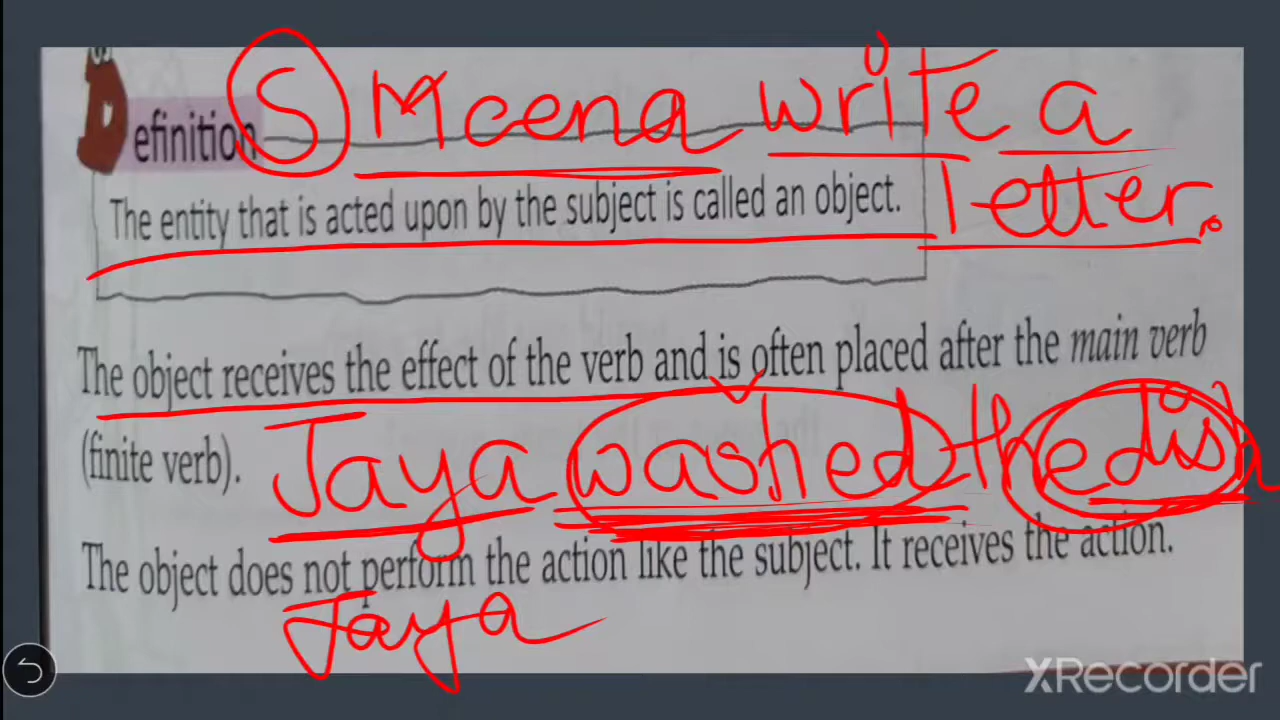 Definition
S Meena write a
letter.
The entity that is acted upon by the subject is called an object.
The object receives the effect of the verb and is often placed after the main verb
(finite verb).
Jaya washed the dish
The object does not perform the action like the subject. It receives the action.
Jaya
XRecorder